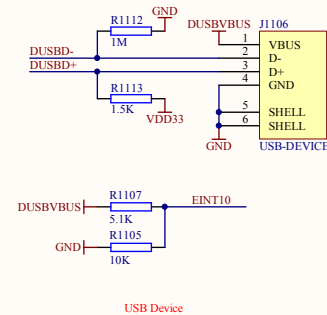 GND
R1112
1M
DUSBVBUS
J1106
DUSBD-
DUSBD+
1 VBUS
2 D-
3 D+
4 GND
5 SHELL
6 SHELL
R1113
1.5K
VDD33
GND
USB-DEVICE
R1107
DUSBVBUS
5.1K
EINT10
R1105
GND
10K
USB Device